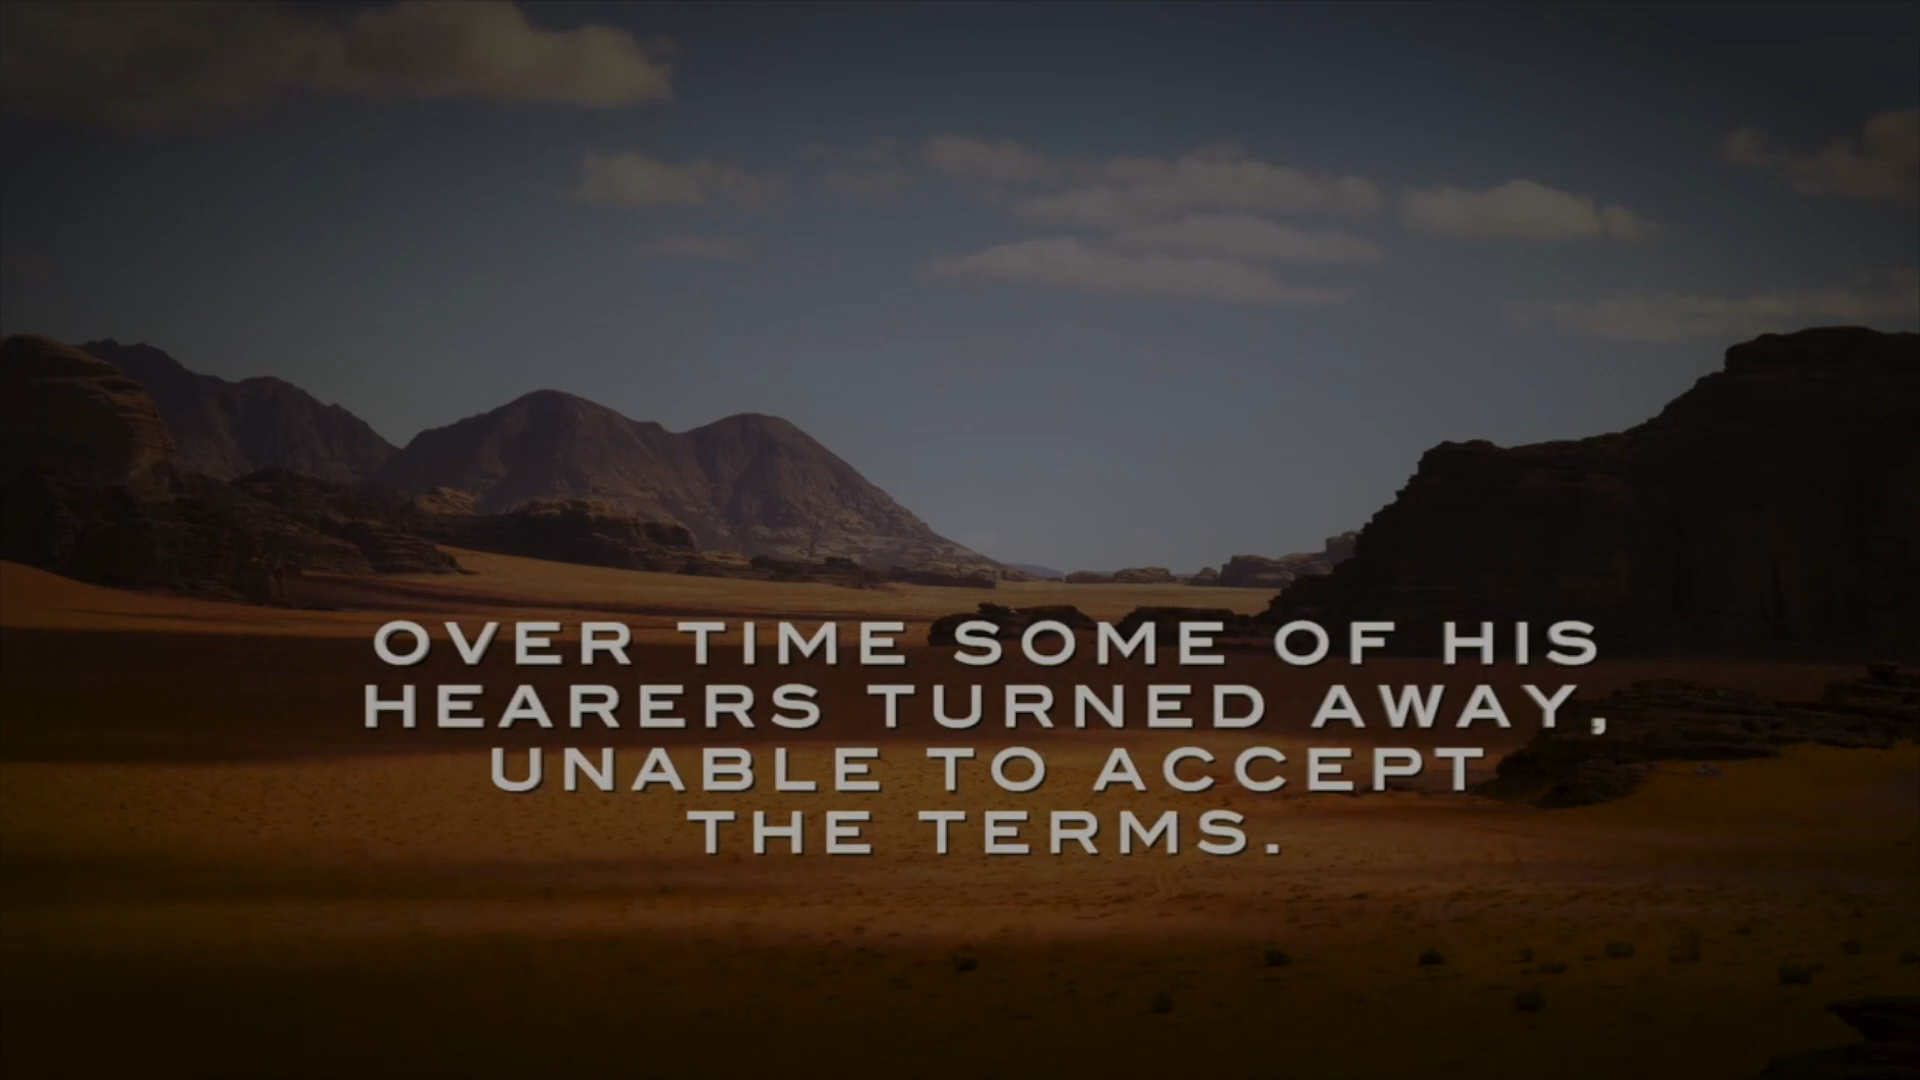 OVER TIME SOME OF HIS
HEARERS TURNED AWAY,
UNABLE TO ACCEPT
THE TERMS.